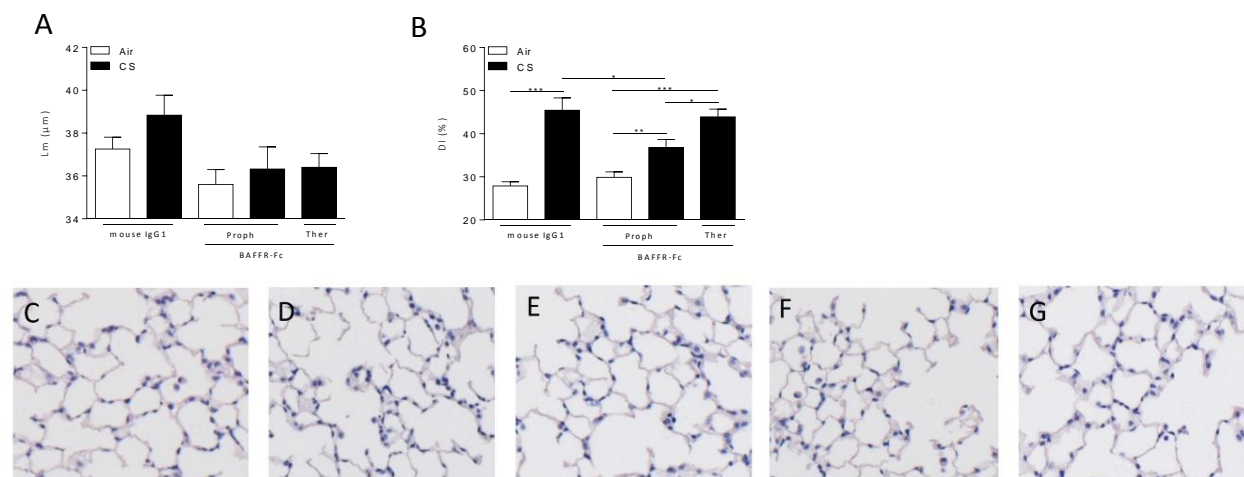 A
B
42
40
38
36
34
Lm (µm)
Air
CS
mouse IgG1
Proph
Ther
BAFFR-Fc
60
50
40
30
20
DI (%)
Air
CS
***
*
**
***
*
mouse IgG1
Proph
Ther
BAFFR-Fc
C
D
E
F
G